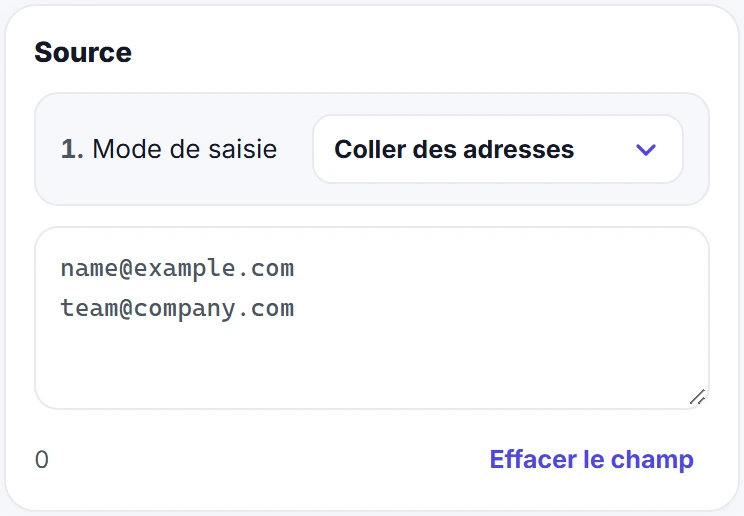 Source
1. Mode de saisie
Coller des adresses
name@example.com
team@company.com
0
Effacer le champ